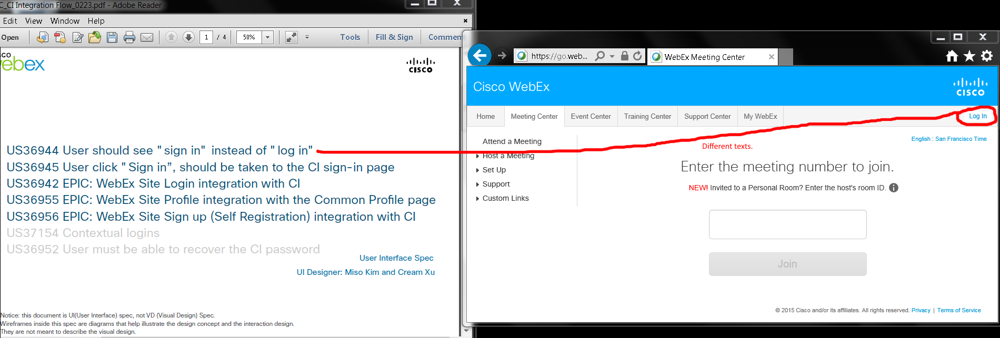 C_CI Integration Flow_0223.pdf - Adobe Reader
Edit View Window Help
Open 1 / 4 50% Tools Fill & Sign Comment
sco
webex
CISCO
US36944 User should see "sign in" instead of "log in"
US36945 User click "Sign in”, should be taken to the CI sign-in page
US36942 EPIC: WebEx Site Login integration with CI
US36955 EPIC: WebEx Site Profile integration with the Common Profile page
US36956 EPIC: WebEx Site Sign up (Self Registration) integration with CI
US37154 Contextual logins
US36952 User must be able to recover the CI password
User Interface Spec
UI Designer: Miso Kim and Cream Xu
Notice: this document is UI(User Interface) spec, not VD (Visual Design) Spec.
Wireframes inside this spec are diagrams that help illustrate the design concept and the interaction design.
They are not meant to describe the visual design.
https://go.web... WebEx Meeting Center
Cisco WebEx
CISCO
Home Meeting Center Event Center Training Center Support Center My WebEx Log In
English : San Francisco Time
Attend a Meeting
Host a Meeting
Set Up
Support
Custom Links
Different texts.
Enter the meeting number to join.
NEW! Invited to a Personal Room? Enter the host's room ID.
Join
© 2015 Cisco and/or its affiliates. All rights reserved. Privacy | Terms of Service